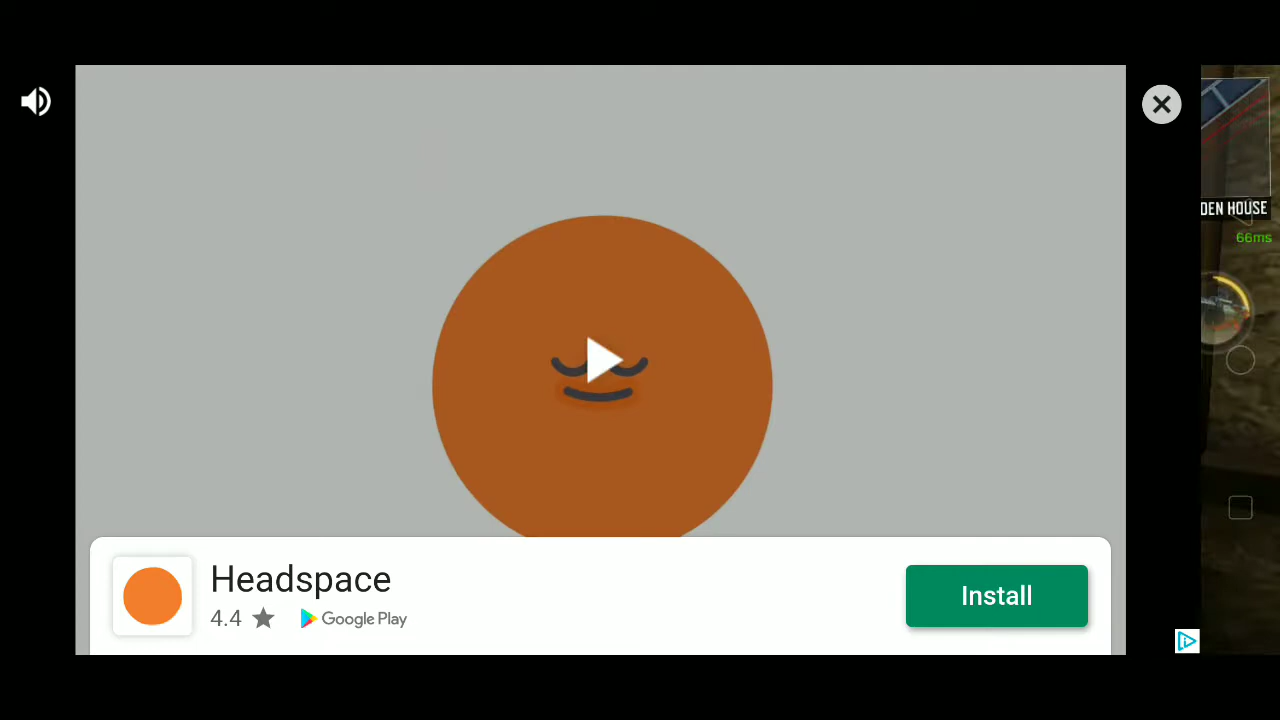 DEN HOUSE
66ms
Headspace
4.4 ★ Google Play
Install